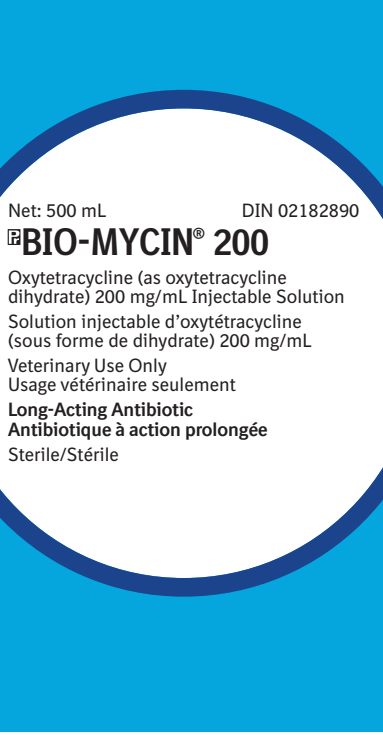 Net: 500 mL DIN 02182890
Pr BIO-MYCIN® 200
Oxytetracycline (as oxytetracycline
dihydrate) 200 mg/mL Injectable Solution
Solution injectable d’oxytétracycline
(sous forme de dihydrate) 200 mg/mL
Veterinary Use Only
Usage vétérinaire seulement
Long-Acting Antibiotic
Antibiotique à action prolongée
Sterile/Stérile